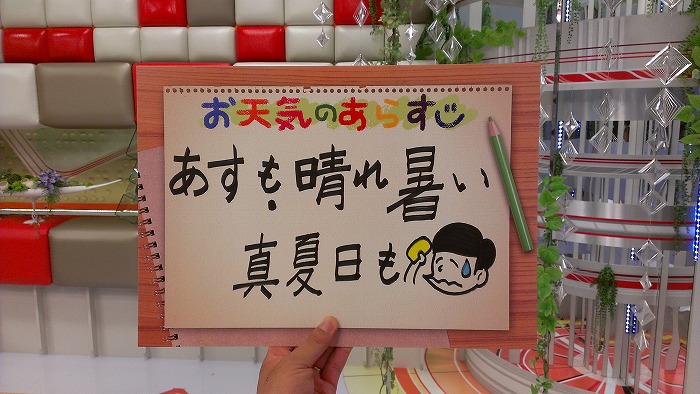 お天気のあらすじ
あすも晴れ暑い
真夏日も